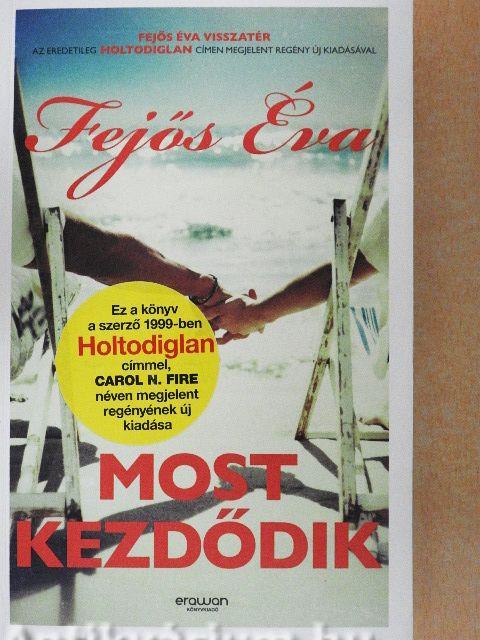 FEJŐS ÉVA VISSZATÉR
AZ EREDETILEG HOLTODIGLAN CÍMEN MEGJELENT REGÉNY ÚJ KIADÁSÁVAL
Fejős Éva
Ez a könyv
a szerző 1999-ben
Holtodiglan
címmel,
CAROL N. FIRE
néven megjelent
regényének új
kiadása
MOST
KEZDŐDIK
erawan
KÖNYVKIADÓ